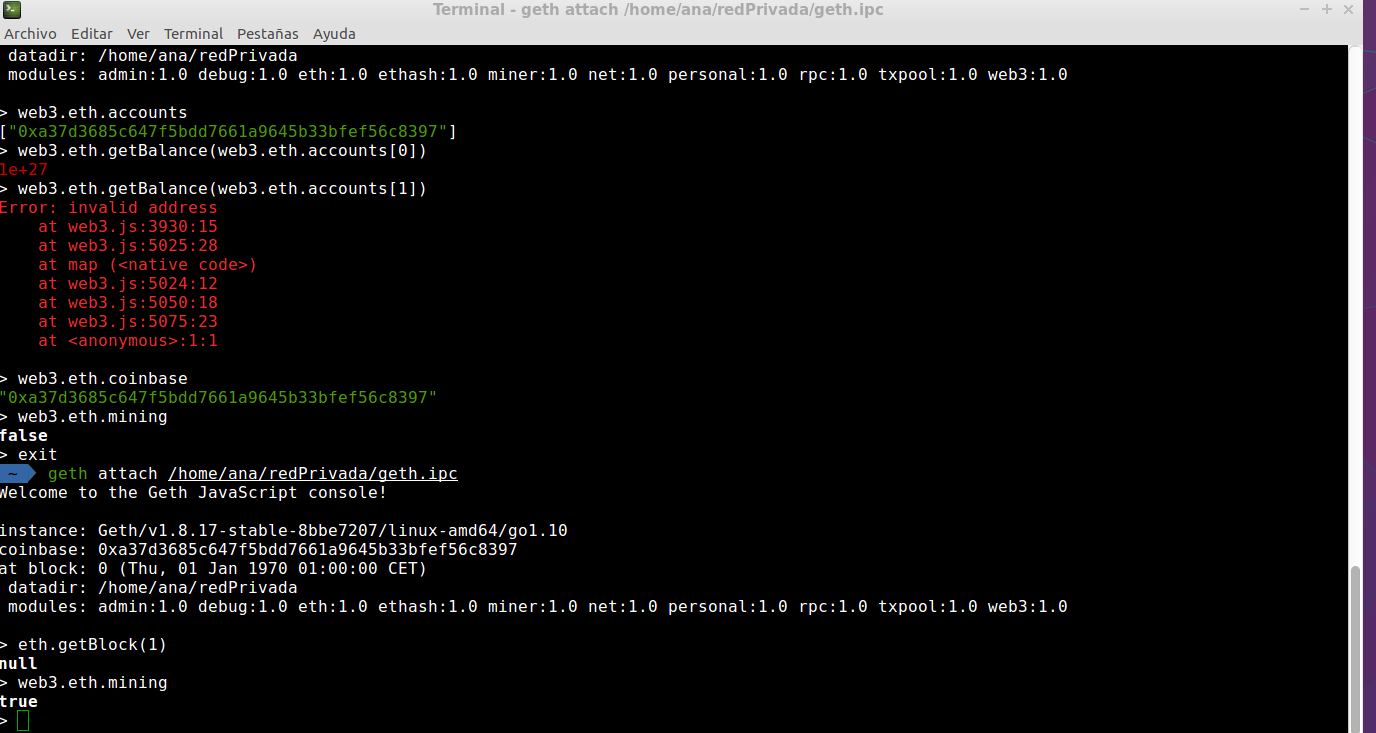 Terminal - geth attach /home/ana/redPrivada/geth.ipc
Archivo Editar Ver Terminal Pestañas Ayuda
datadir: /home/ana/redPrivada
modules: admin:1.0 debug:1.0 eth:1.0 ethash:1.0 miner:1.0 net:1.0 personal:1.0 rpc:1.0 txpool:1.0 web3:1.0
> web3.eth.accounts
["0xa37d3685c647f5bdd7661a9645b33bfef56c8397"]
> web3.eth.getBalance(web3.eth.accounts[0])
1e+27
> web3.eth.getBalance(web3.eth.accounts[1])
Error: invalid address
at web3.js:3930:15
at web3.js:5025:28
at map (<native code>)
at web3.js:5024:12
at web3.js:5050:18
at web3.js:5075:23
at <anonymous>:1:1
> web3.eth.coinbase
"0xa37d3685c647f5bdd7661a9645b33bfef56c8397"
> web3.eth.mining
false
> exit
~ geth attach /home/ana/redPrivada/geth.ipc
Welcome to the Geth JavaScript console!
instance: Geth/v1.8.17-stable-8bbe7207/linux-amd64/go1.10
coinbase: 0xa37d3685c647f5bdd7661a9645b33bfef56c8397
at block: 0 (Thu, 01 Jan 1970 01:00:00 CET)
datadir: /home/ana/redPrivada
modules: admin:1.0 debug:1.0 eth:1.0 ethash:1.0 miner:1.0 net:1.0 personal:1.0 rpc:1.0 txpool:1.0 web3:1.0
> eth.getBlock(1)
null
> web3.eth.mining
true
>